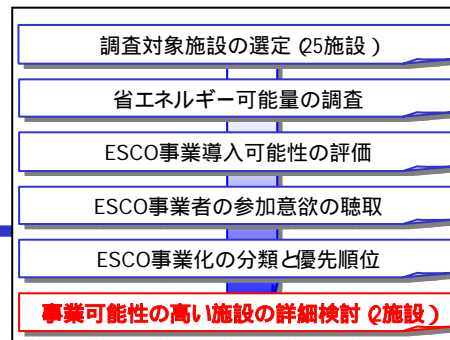 調査対象施設の選定(25施設)
省エネルギー可能量の調査
ESCO事業導入可能性の評価
ESCO事業者の参加意欲の聴取
ESCO事業化の分類と優先順位
事業可能性の高い施設の詳細検討(2施設)